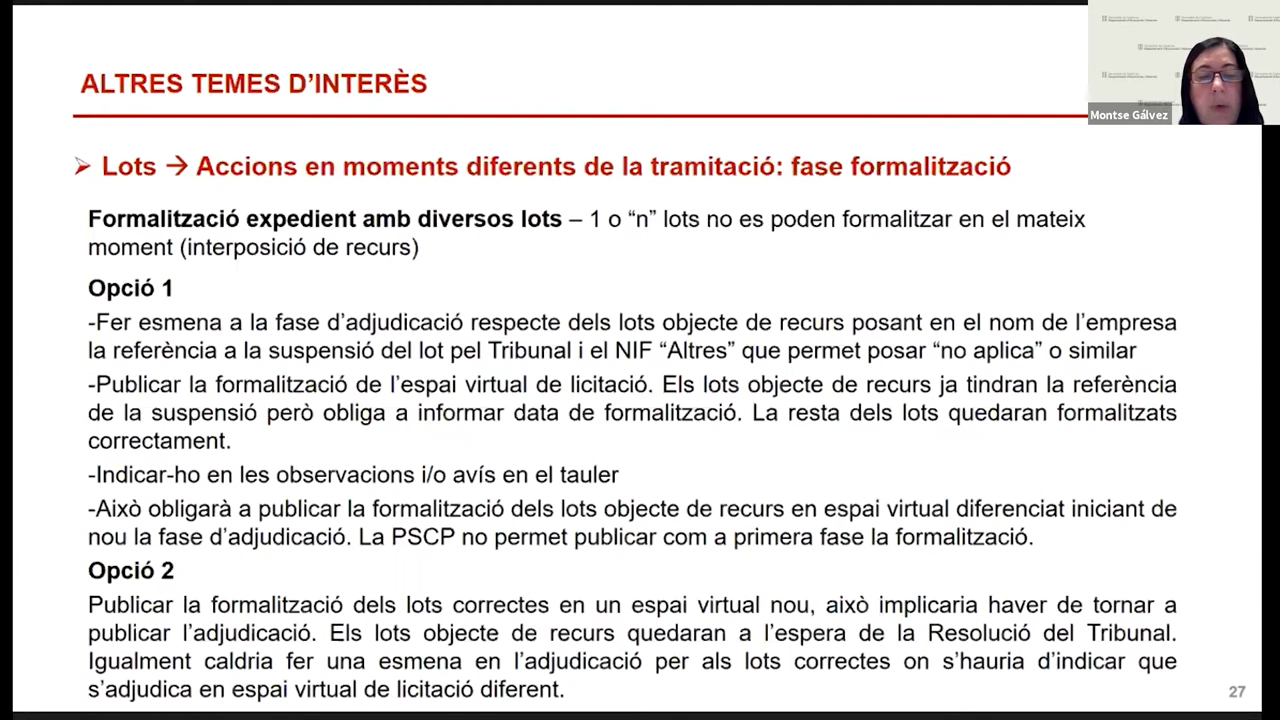 ALTRES TEMES D’INTERÈS
Montse Gálvez
➢ Lots → Accions en moments diferents de la tramitació: fase formalització
Formalització expedient amb diversos lots – 1 o “n” lots no es poden formalitzar en el mateix
moment (interposició de recurs)
Opció 1
-Fer esmena a la fase d’adjudicació respecte dels lots objecte de recurs posant en el nom de l’empresa
la referència a la suspensió del lot pel Tribunal i el NIF “Altres” que permet posar “no aplica” o similar
-Publicar la formalització de l’espai virtual de licitació. Els lots objecte de recurs ja tindran la referència
de la suspensió però obliga a informar data de formalització. La resta dels lots quedaran formalitzats
correctament.
-Indicar-ho en les observacions i/o avís en el tauler
-Això obligarà a publicar la formalització dels lots objecte de recurs en espai virtual diferenciat iniciant de
nou la fase d’adjudicació. La PSCP no permet publicar com a primera fase la formalització.
Opció 2
Publicar la formalització dels lots correctes en un espai virtual nou, això implicaria haver de tornar a
publicar l’adjudicació. Els lots objecte de recurs quedaran a l’espera de la Resolució del Tribunal.
Igualment caldria fer una esmena en l’adjudicació per als lots correctes on s’hauria d’indicar que
s’adjudica en espai virtual de licitació diferent.
27